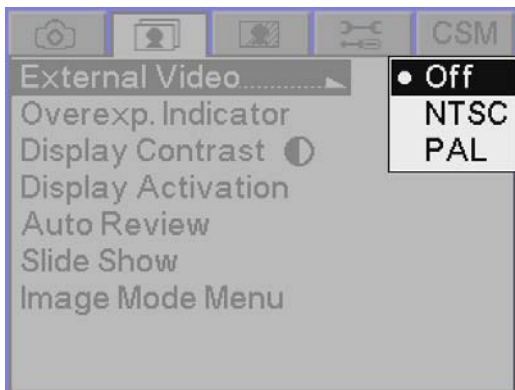 CSM
External Video............
Off
NTSC
PAL
Overexp. Indicator
Display Contrast
Display Activation
Auto Review
Slide Show
Image Mode Menu